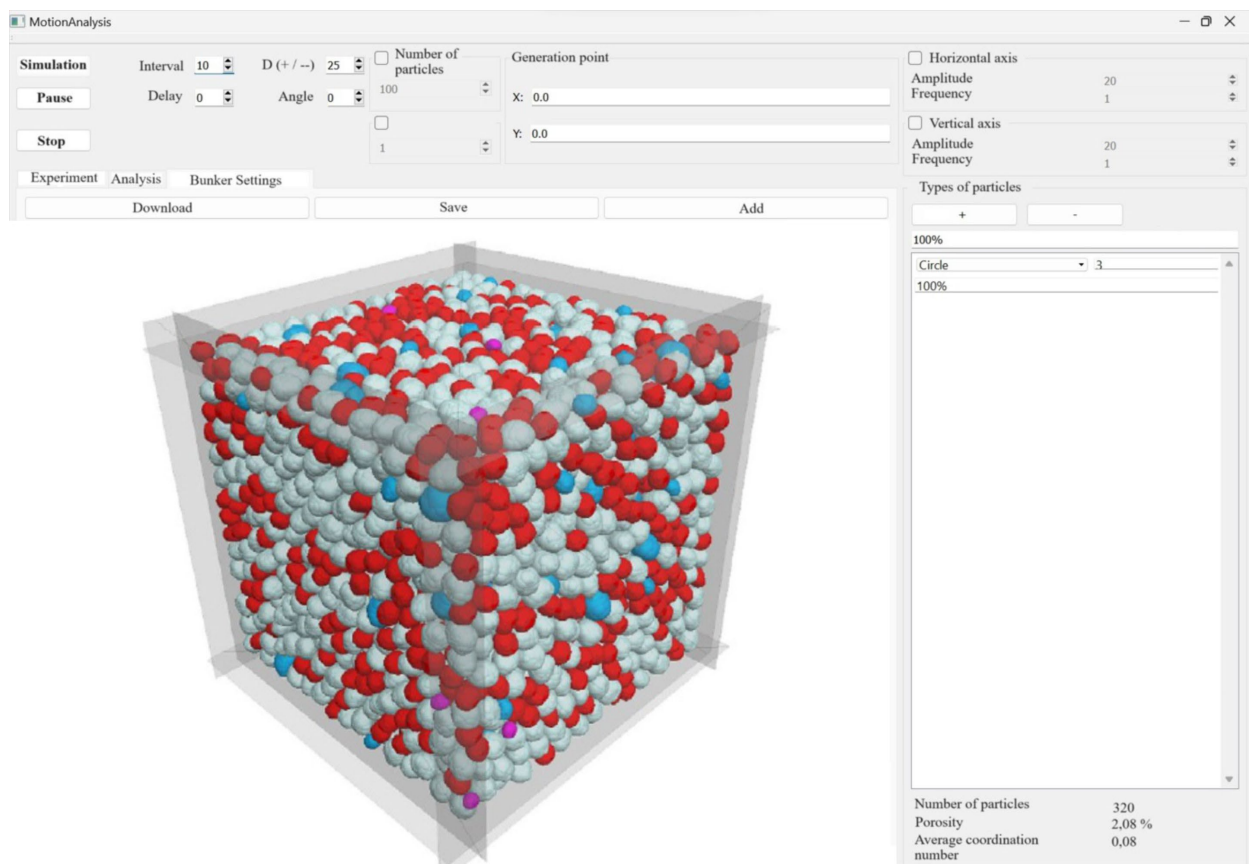 MotionAnalysis
Simulation
Interval 10
D (+ / --) 25
Number of
particles
100
Pause
Delay 0
Angle 0
Stop
1
Generation point
X: 0.0
Y: 0.0
Horizontal axis
Amplitude 20
Frequency 1
Vertical axis
Amplitude 20
Frequency 1
Experiment Analysis Bunker Settings
Download Save Add
Types of particles
+ -
100%
Circle 3
100%
Number of particles 320
Porosity 2,08 %
Average coordination 0,08
number